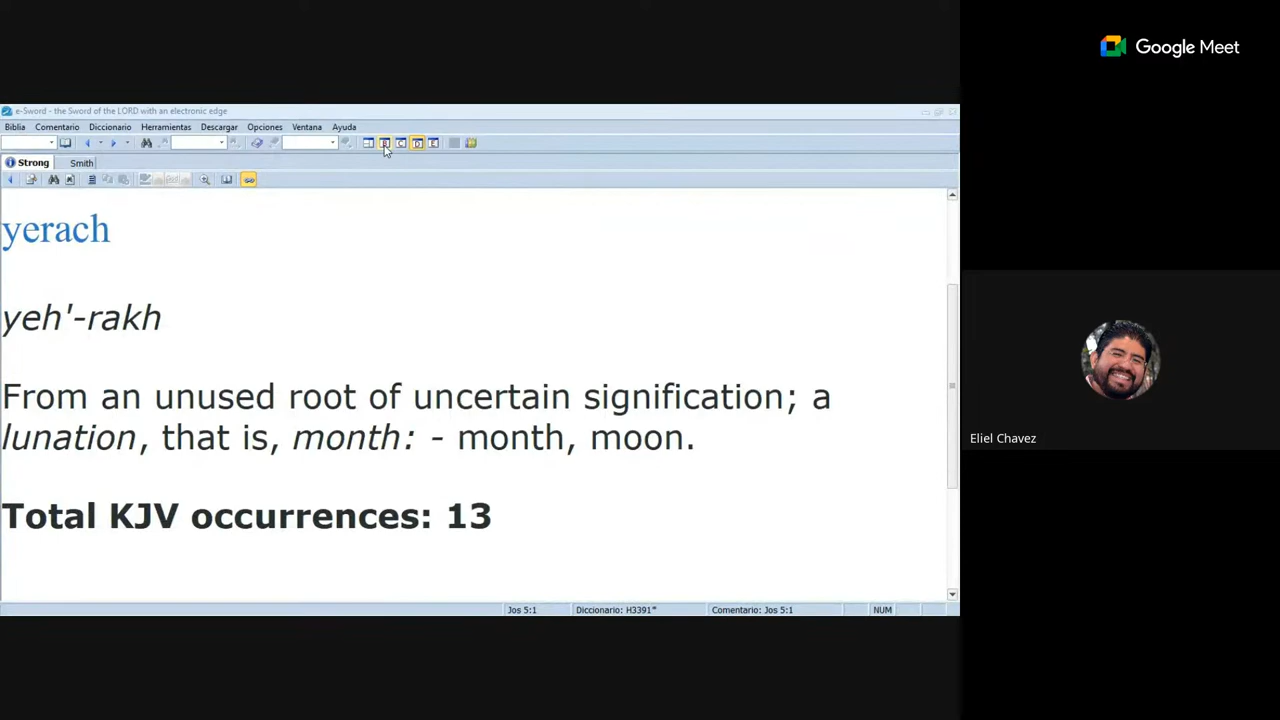 Google Meet
e-Sword - the Sword of the LORD with an electronic edge
Biblia Comentario Diccionario Herramientas Descargar Opciones Ventana Ayuda
B C D E
Strong Smith
yerach
yeh'-rakh
From an unused root of uncertain signification; a
lunation, that is, month: - month, moon.
Total KJV occurrences: 13
Eliel Chavez
Jos 5:1 Diccionario: H3391* Comentario: Jos 5:1 NUM